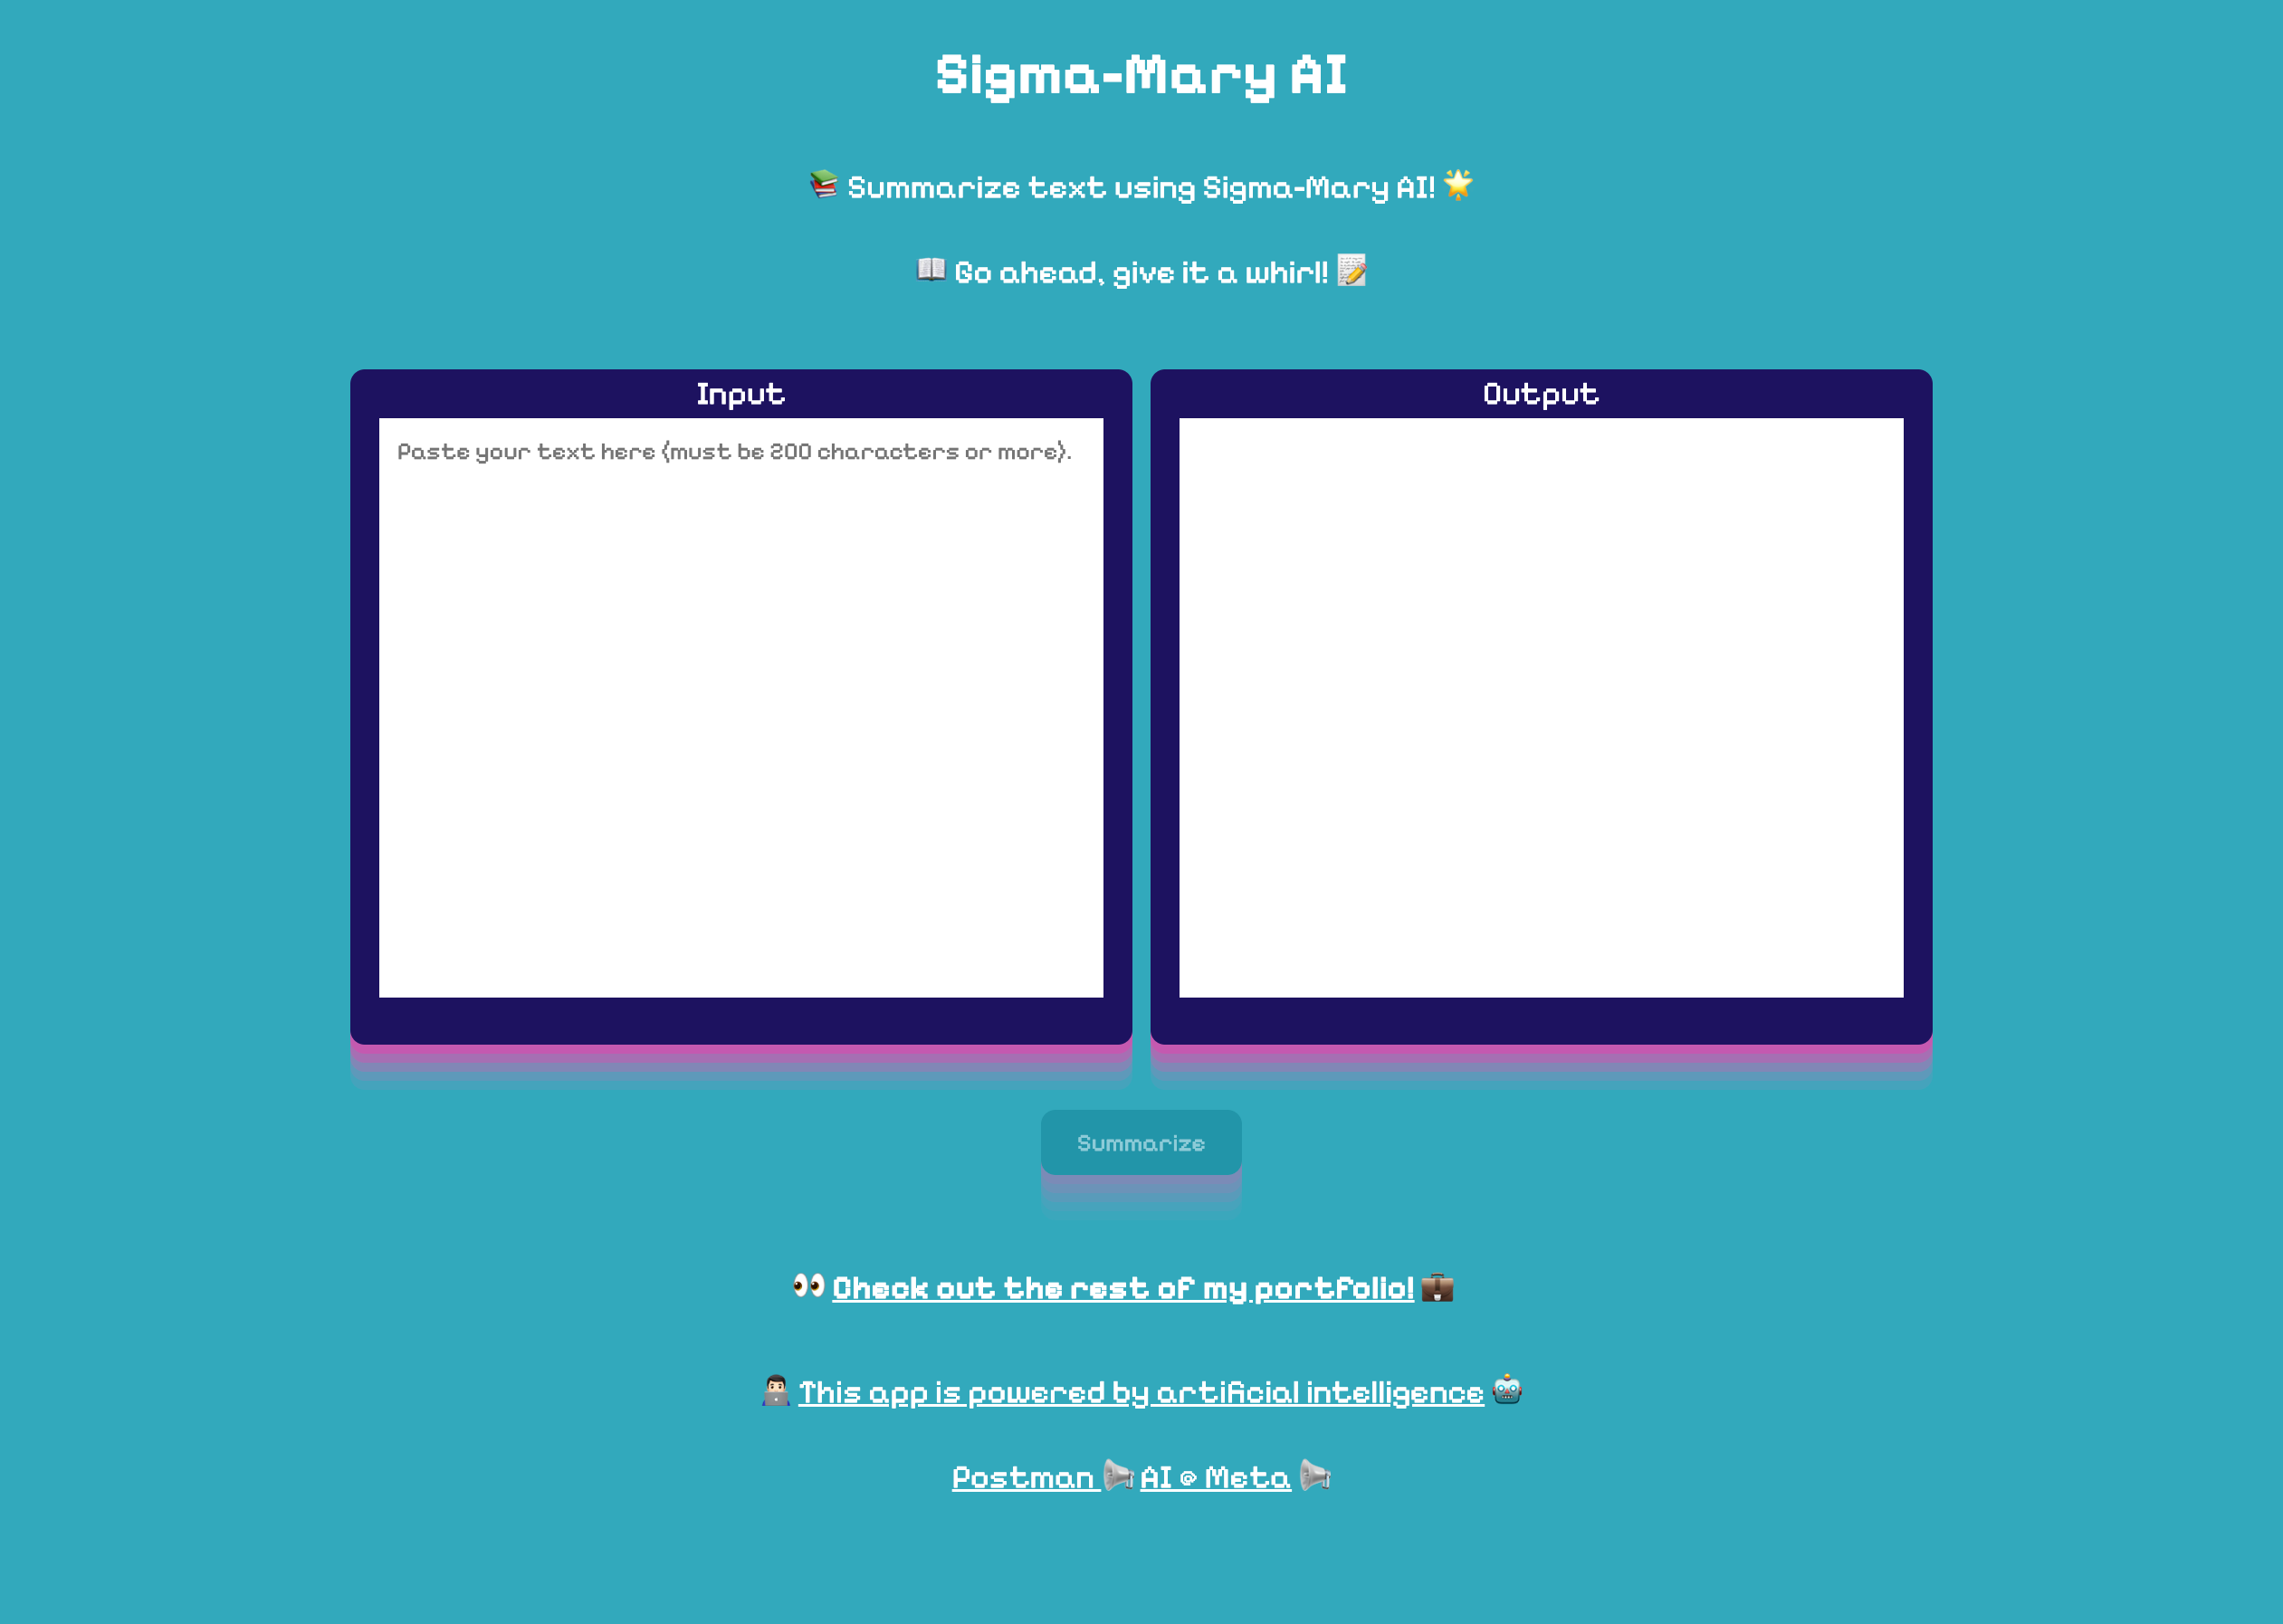 Sigma-Mary AI
📚 Summarize text using Sigma-Mary AI! 🌟
📖 Go ahead, give it a whirl! 📝
Input
Output
Paste your text here (must be 200 characters or more).
Summarize
👀 Check out the rest of my portfolio! 💼
👨🏻‍💻 This app is powered by artificial intelligence 🤖
Postman 📢 AI @ Meta 📢